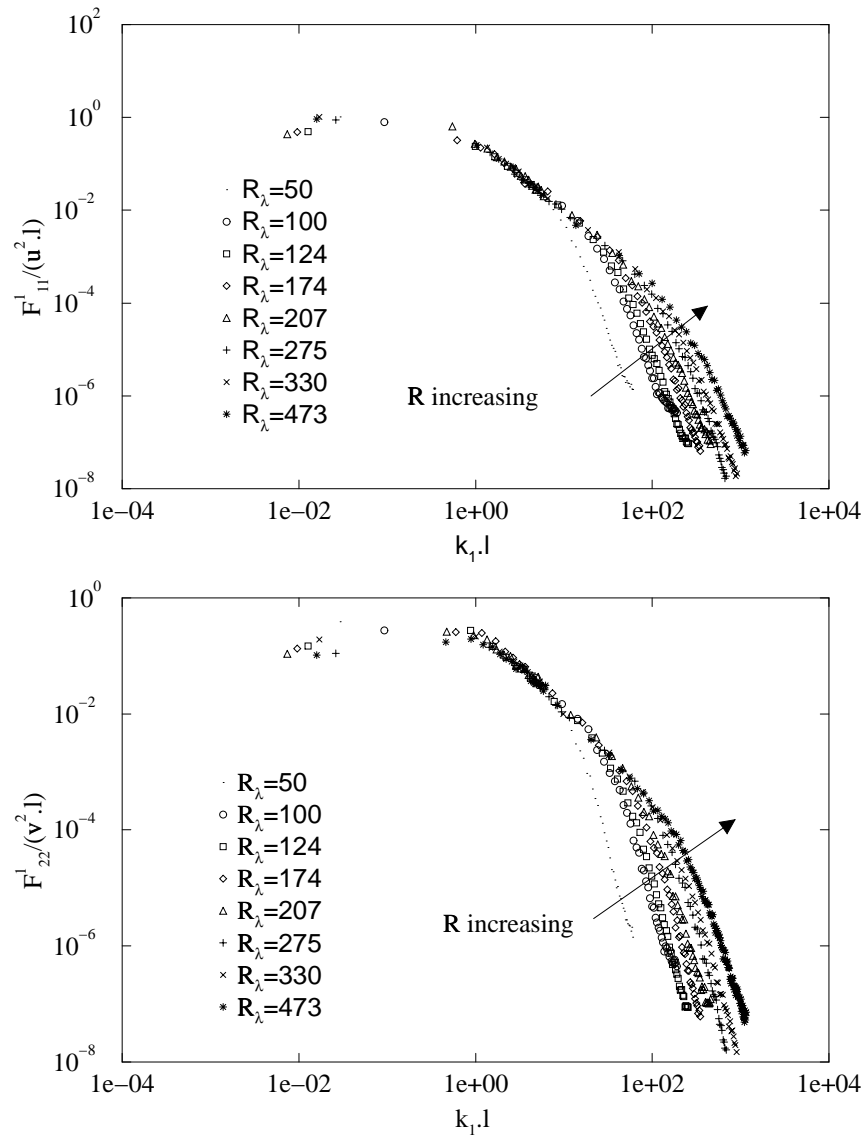 10^2
10^0
10^-2
10^-4
10^-6
10^-8
F^1_11/(u^2.l)
R_λ=50
R_λ=100
R_λ=124
R_λ=174
R_λ=207
R_λ=275
R_λ=330
R_λ=473
R increasing
1e−04 1e−02 1e+00 1e+02 1e+04
k_1.l
10^0
10^-2
10^-4
10^-6
10^-8
F^1_22/(v^2.l)
R_λ=50
R_λ=100
R_λ=124
R_λ=174
R_λ=207
R_λ=275
R_λ=330
R_λ=473
R increasing
1e−04 1e−02 1e+00 1e+02 1e+04
k_1.l